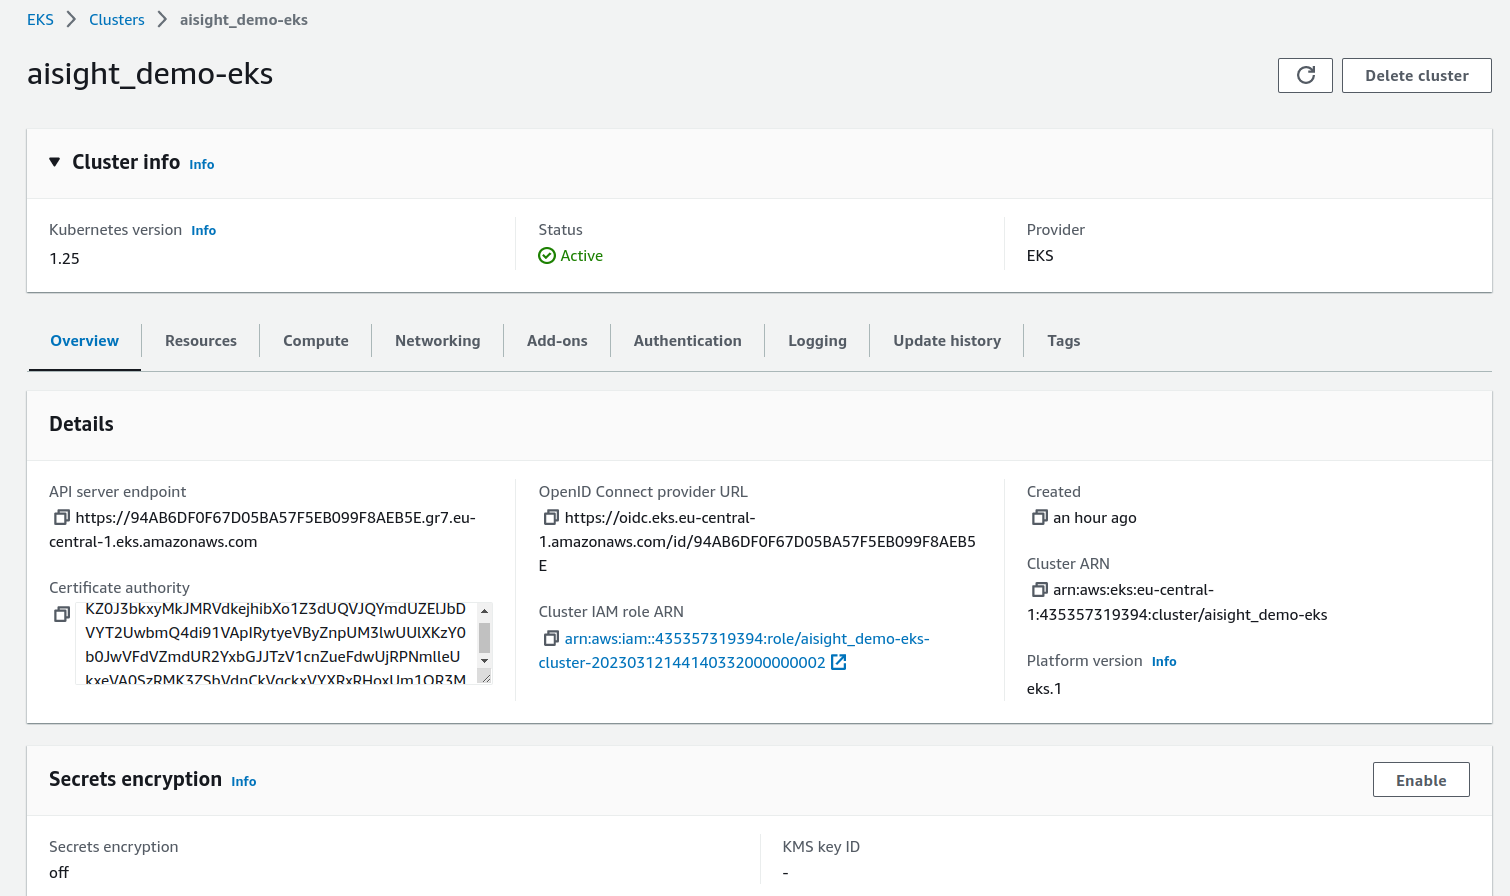 EKS > Clusters > aisight_demo-eks
aisight_demo-eks
Delete cluster
Cluster info Info
Kubernetes version Info
1.25
Status
Active
Provider
EKS
Overview Resources Compute Networking Add-ons Authentication Logging Update history Tags
Details
API server endpoint
https://94AB6DF0F67D05BA57F5EB099F8AEB5E.gr7.eu-
central-1.eks.amazonaws.com
Certificate authority
KZ0J3bkxyMkJMRVdkejhibXo1Z3dUQVJQYmdUZElJbD
VYT2UwbmQ4di91VApIRytyeVByZnpUM3lwUUlXKzY0
b0JwVFdVZmdUR2YxbGJJTzV1cnZueFdwUjRPNmlleU
OpenID Connect provider URL
https://oidc.eks.eu-central-
1.amazonaws.com/id/94AB6DF0F67D05BA57F5EB099F8AEB5
E
Cluster IAM role ARN
arn:aws:iam::435357319394:role/aisight_demo-eks-
cluster-20230312144140332000000002
Created
an hour ago
Cluster ARN
arn:aws:eks:eu-central-
1:435357319394:cluster/aisight_demo-eks
Platform version Info
eks.1
Secrets encryption Info
Enable
Secrets encryption
off
KMS key ID
-